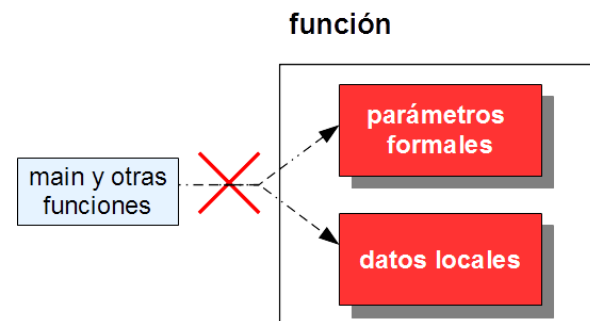 función
parámetros
formales
main y otras
funciones
datos locales